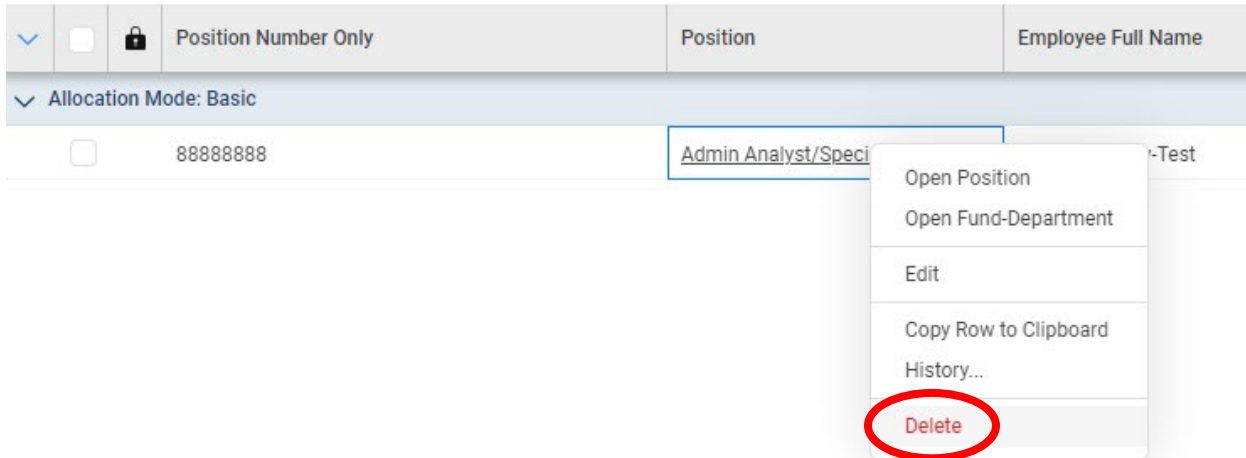 Position Number Only Position Employee Full Name
Allocation Mode: Basic
88888888 Admin Analyst/Speci -Test
Open Position
Open Fund-Department
Edit
Copy Row to Clipboard
History...
Delete